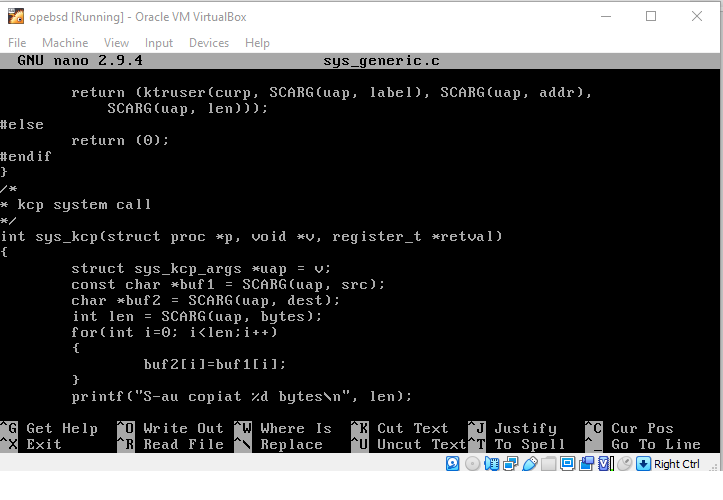 opebsd [Running] - Oracle VM VirtualBox
File Machine View Input Devices Help
GNU nano 2.9.4 sys_generic.c
return (ktruser(curp, SCARG(uap, label), SCARG(uap, addr),
SCARG(uap, len)));
#else
return (0);
#endif
}
/*
* kcp system call
*/
int sys_kcp(struct proc *p, void *v, register_t *retval)
{
struct sys_kcp_args *uap = v;
const char *buf1 = SCARG(uap, src);
char *buf2 = SCARG(uap, dest);
int len = SCARG(uap, bytes);
for(int i=0; i<len;i++)
{
buf2[i]=buf1[i];
}
printf("S-au copiat %d bytes\n", len);
^G Get Help ^O Write Out ^W Where Is ^K Cut Text ^J Justify ^C Cur Pos
^X Exit ^R Read File ^\ Replace ^U Uncut Text ^T To Spell ^_ Go To Line
Right Ctrl